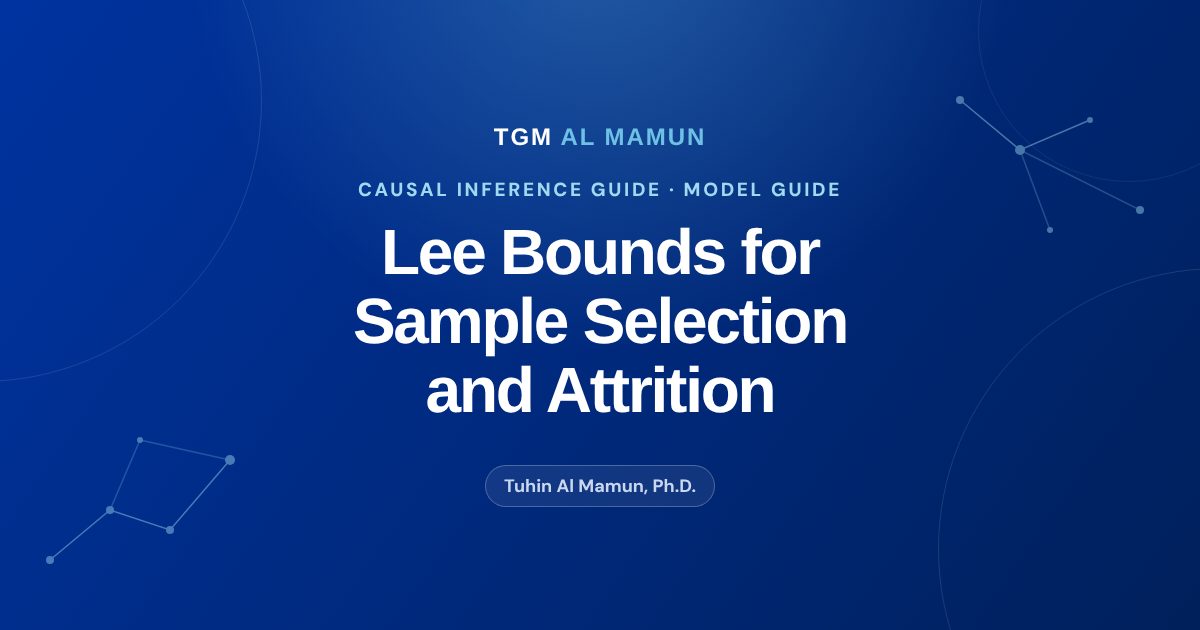 TGM AL MAMUN
CAUSAL INFERENCE GUIDE · MODEL GUIDE
Lee Bounds for
Sample Selection
and Attrition
Tuhin Al Mamun, Ph.D.